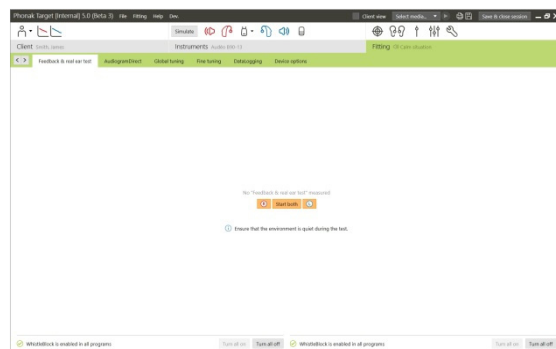 Phonak Target [Internal] 5.0 (Beta 3) File Fitting Help Dev. Client view Select media... Save & close session
Simulate
Client Smith, James Instruments Audéo B90-13 Fitting
Feedback & real ear test AudiogramDirect Global tuning Fine tuning DataLogging Device options
No "Feedback & real ear test" measured
R Start both L
Ensure that the environment is quiet during the test.
WhistleBlock is enabled in all programs Turn all on Turn all off WhistleBlock is enabled in all programs Turn all on Turn all off